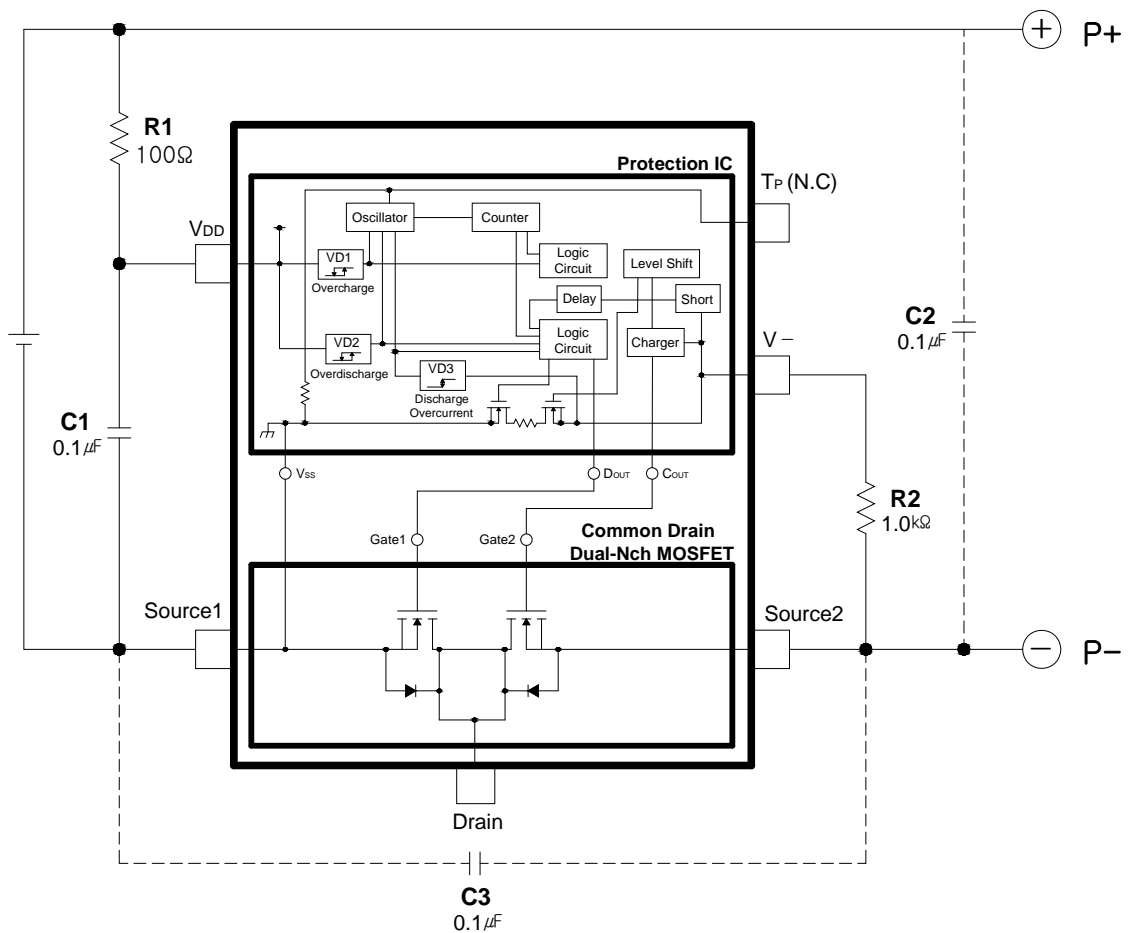 P+
R1
100Ω
Protection IC
TP (N.C)
VDD
Oscillator
Counter
VD1
Overcharge
Logic
Circuit
Level Shift
Delay
Short
VD2
Overdischarge
Logic
Circuit
Charger
VD3
Discharge
Overcurrent
C2
0.1㎌
V −
C1
0.1㎌
VSS
DOUT
COUT
R2
1.0㏀
Gate1
Gate2
Common Drain
Dual-Nch MOSFET
Source1
Source2
P−
Drain
C3
0.1㎌